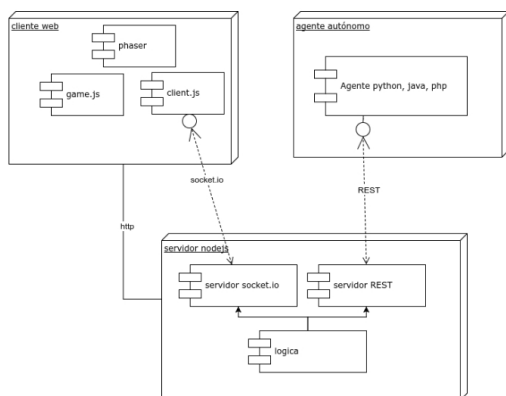 cliente web
phaser
game.js
client.js
agente autónomo
Agente python, java, php
socket.io
REST
http
servidor nodejs
servidor socket.io
servidor REST
logica